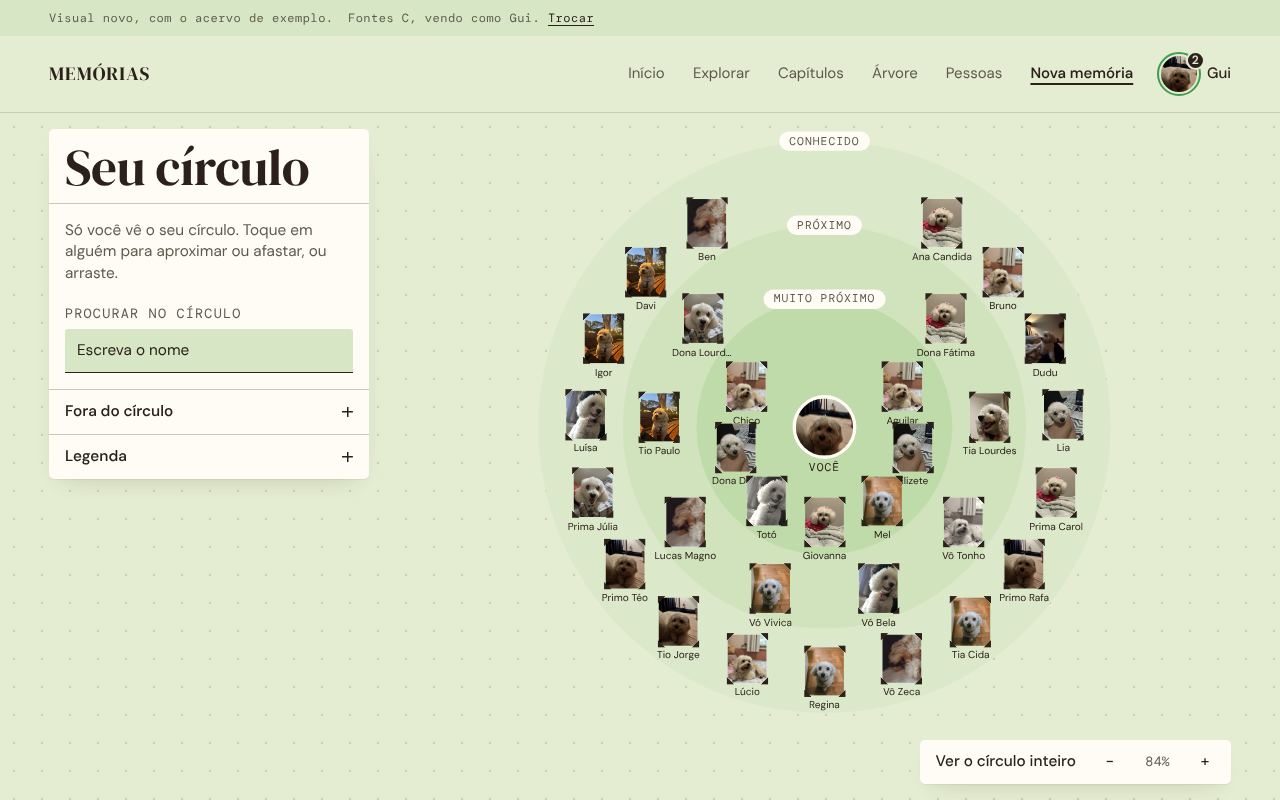 Visual novo, com o acervo de exemplo. Fontes C, vendo como Gui. Trocar
MEMÓRIAS
Início Explorar Capítulos Árvore Pessoas Nova memória 2 Gui
Seu círculo
Só você vê o seu círculo. Toque em
alguém para aproximar ou afastar, ou
arraste.
PROCURAR NO CÍRCULO
Escreva o nome
Fora do círculo +
Legenda +
CONHECIDO
PRÓXIMO
MUITO PRÓXIMO
Ben
Ana Candida
Davi
Bruno
Dona Lourd…
Dona Fátima
Igor
Dudu
Chico
Aguilar
Luísa
Tio Paulo
Tia Lourdes
Lia
VOCÊ
Dona D
lizete
Prima Júlia
Totó
Mel
Prima Carol
Lucas Magno
Giovanna
Vô Tonho
Primo Téo
Primo Rafa
Vó Vivica
Vó Bela
Tio Jorge
Tia Cida
Lúcio
Vô Zeca
Regina
Ver o círculo inteiro − 84% +